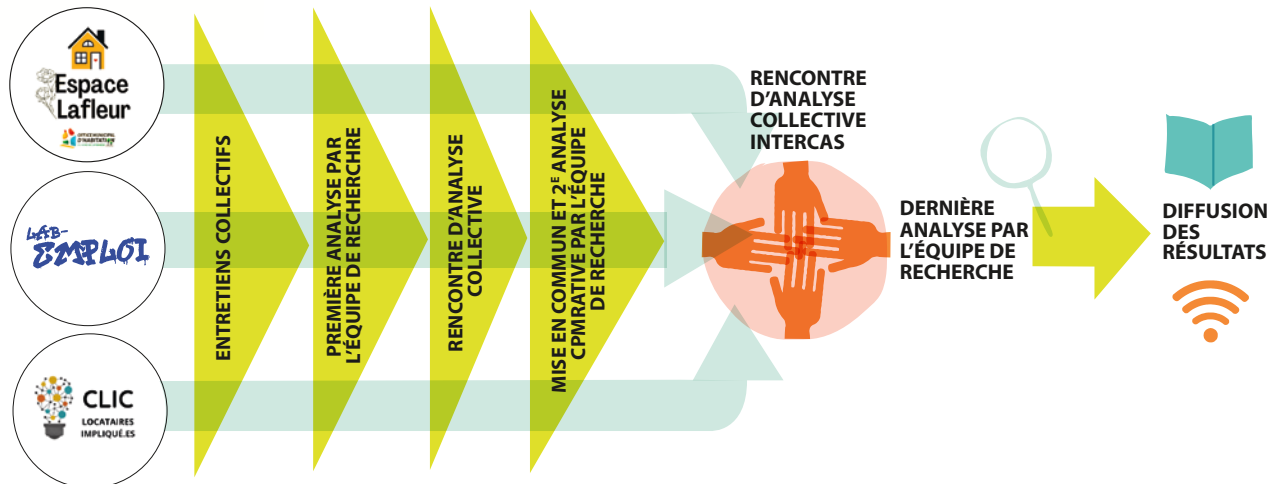 Espace
Lafleur
OFFICE MUNICIPAL
D'HABITATION
LAB-
EMPLOI
CLIC
LOCATAIRES
IMPLIQUÉ.ES
ENTRETIENS COLLECTIFS
PREMIÈRE ANALYSE PAR
L'ÉQUIPE DE RECHERCHRE
RENCONTRE D'ANALYSE
COLLECTIVE
MISE EN COMMUN ET 2E ANALYSE
CPMRATIVE PAR L'ÉQUIPE
DE RECHERCHE
RENCONTRE
D'ANALYSE
COLLECTIVE
INTERCAS
DERNIÈRE
ANALYSE PAR
L'ÉQUIPE DE
RECHERCHE
DIFFUSION
DES
RÉSULTATS